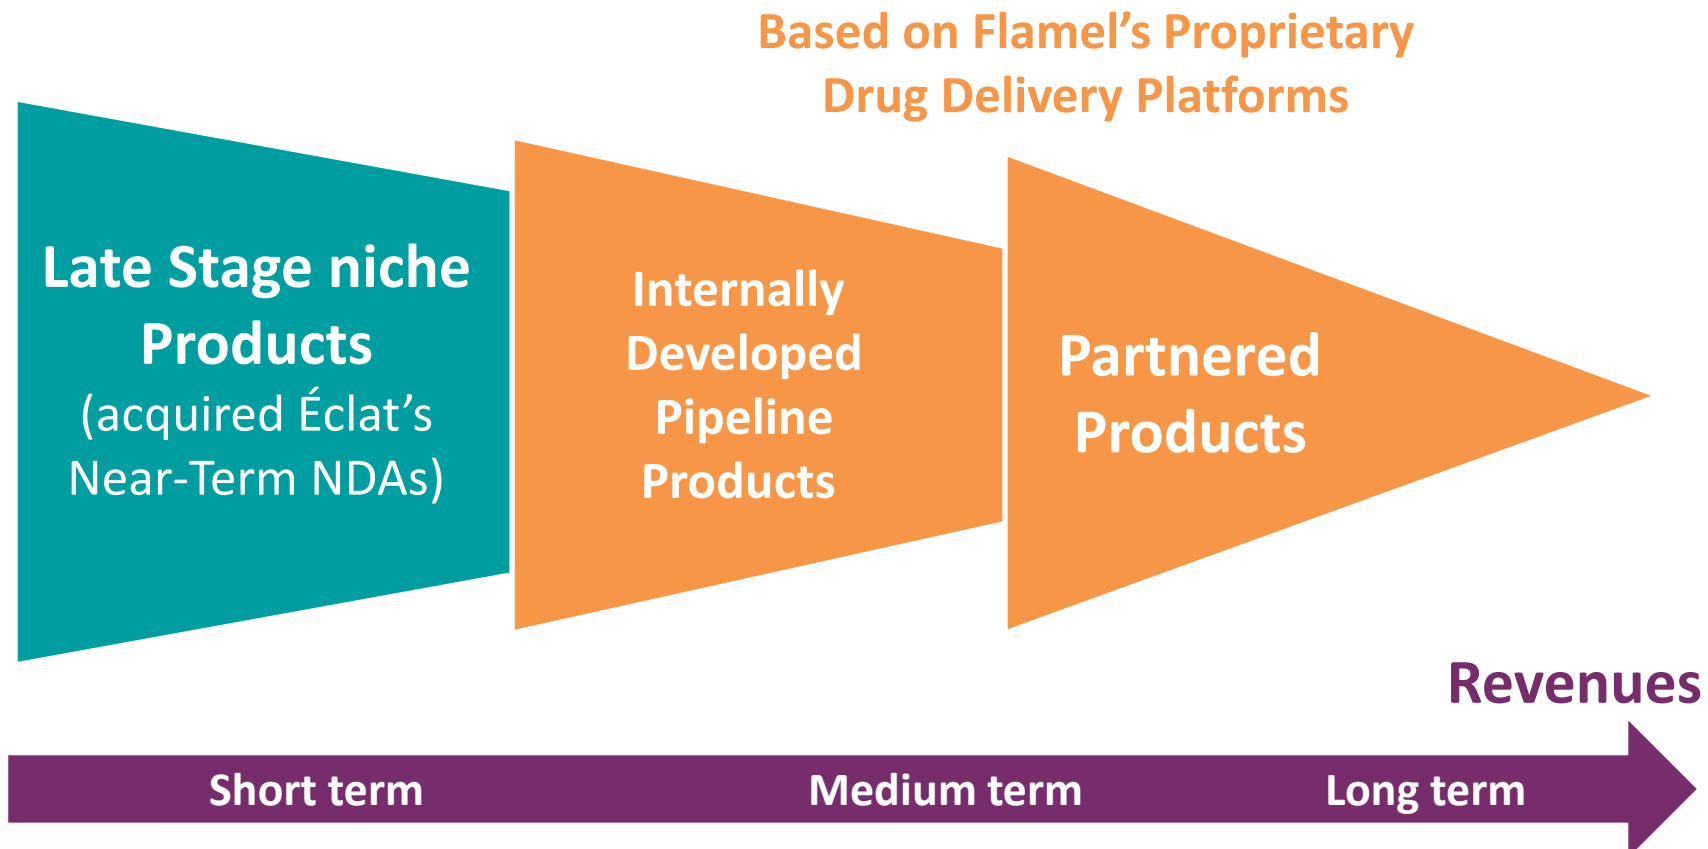 Based on Flamel’s Proprietary
Drug Delivery Platforms
Late Stage niche
Products
(acquired Éclat’s
Near-Term NDAs)
Internally
Developed
Pipeline
Products
Partnered
Products
Revenues
Short term
Medium term
Long term